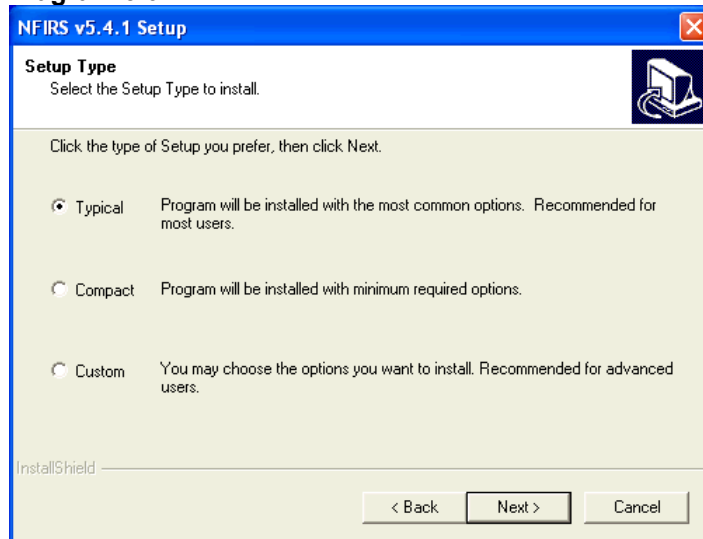 NFIRS v5.4.1 Setup
Setup Type
Select the Setup Type to install.
Click the type of Setup you prefer, then click Next.
Typical Program will be installed with the most common options. Recommended for
most users.
Compact Program will be installed with minimum required options.
Custom You may choose the options you want to install. Recommended for advanced
users.
InstallShield
< Back Next > Cancel